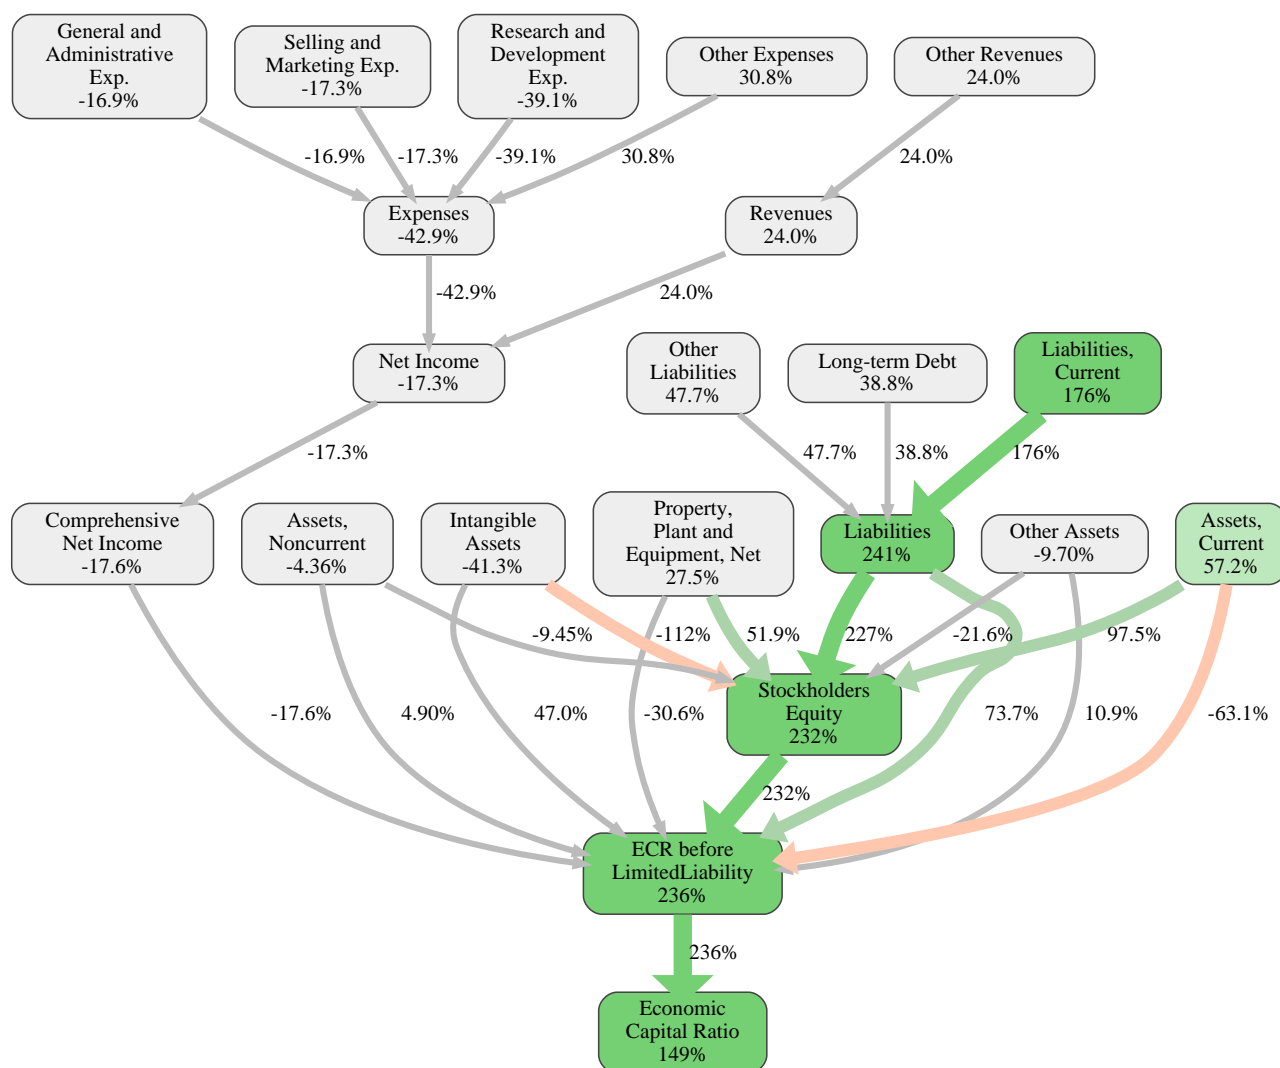 General and
Administrative
Exp.
-16.9%
Selling and
Marketing Exp.
-17.3%
Research and
Development
Exp.
-39.1%
Other Expenses
30.8%
Other Revenues
24.0%
-16.9%
-17.3%
-39.1%
30.8%
24.0%
Expenses
-42.9%
Revenues
24.0%
-42.9%
24.0%
Net Income
-17.3%
Other
Liabilities
47.7%
Long-term Debt
38.8%
Liabilities,
Current
176%
-17.3%
47.7%
38.8%
176%
Comprehensive
Net Income
-17.6%
Assets,
Noncurrent
-4.36%
Intangible
Assets
-41.3%
Property,
Plant and
Equipment, Net
27.5%
Liabilities
241%
Other Assets
-9.70%
Assets,
Current
57.2%
-9.45%
-112%
51.9%
227%
-21.6%
97.5%
Stockholders
Equity
232%
-17.6%
4.90%
47.0%
-30.6%
73.7%
10.9%
-63.1%
232%
ECR before
LimitedLiability
236%
236%
Economic
Capital Ratio
149%